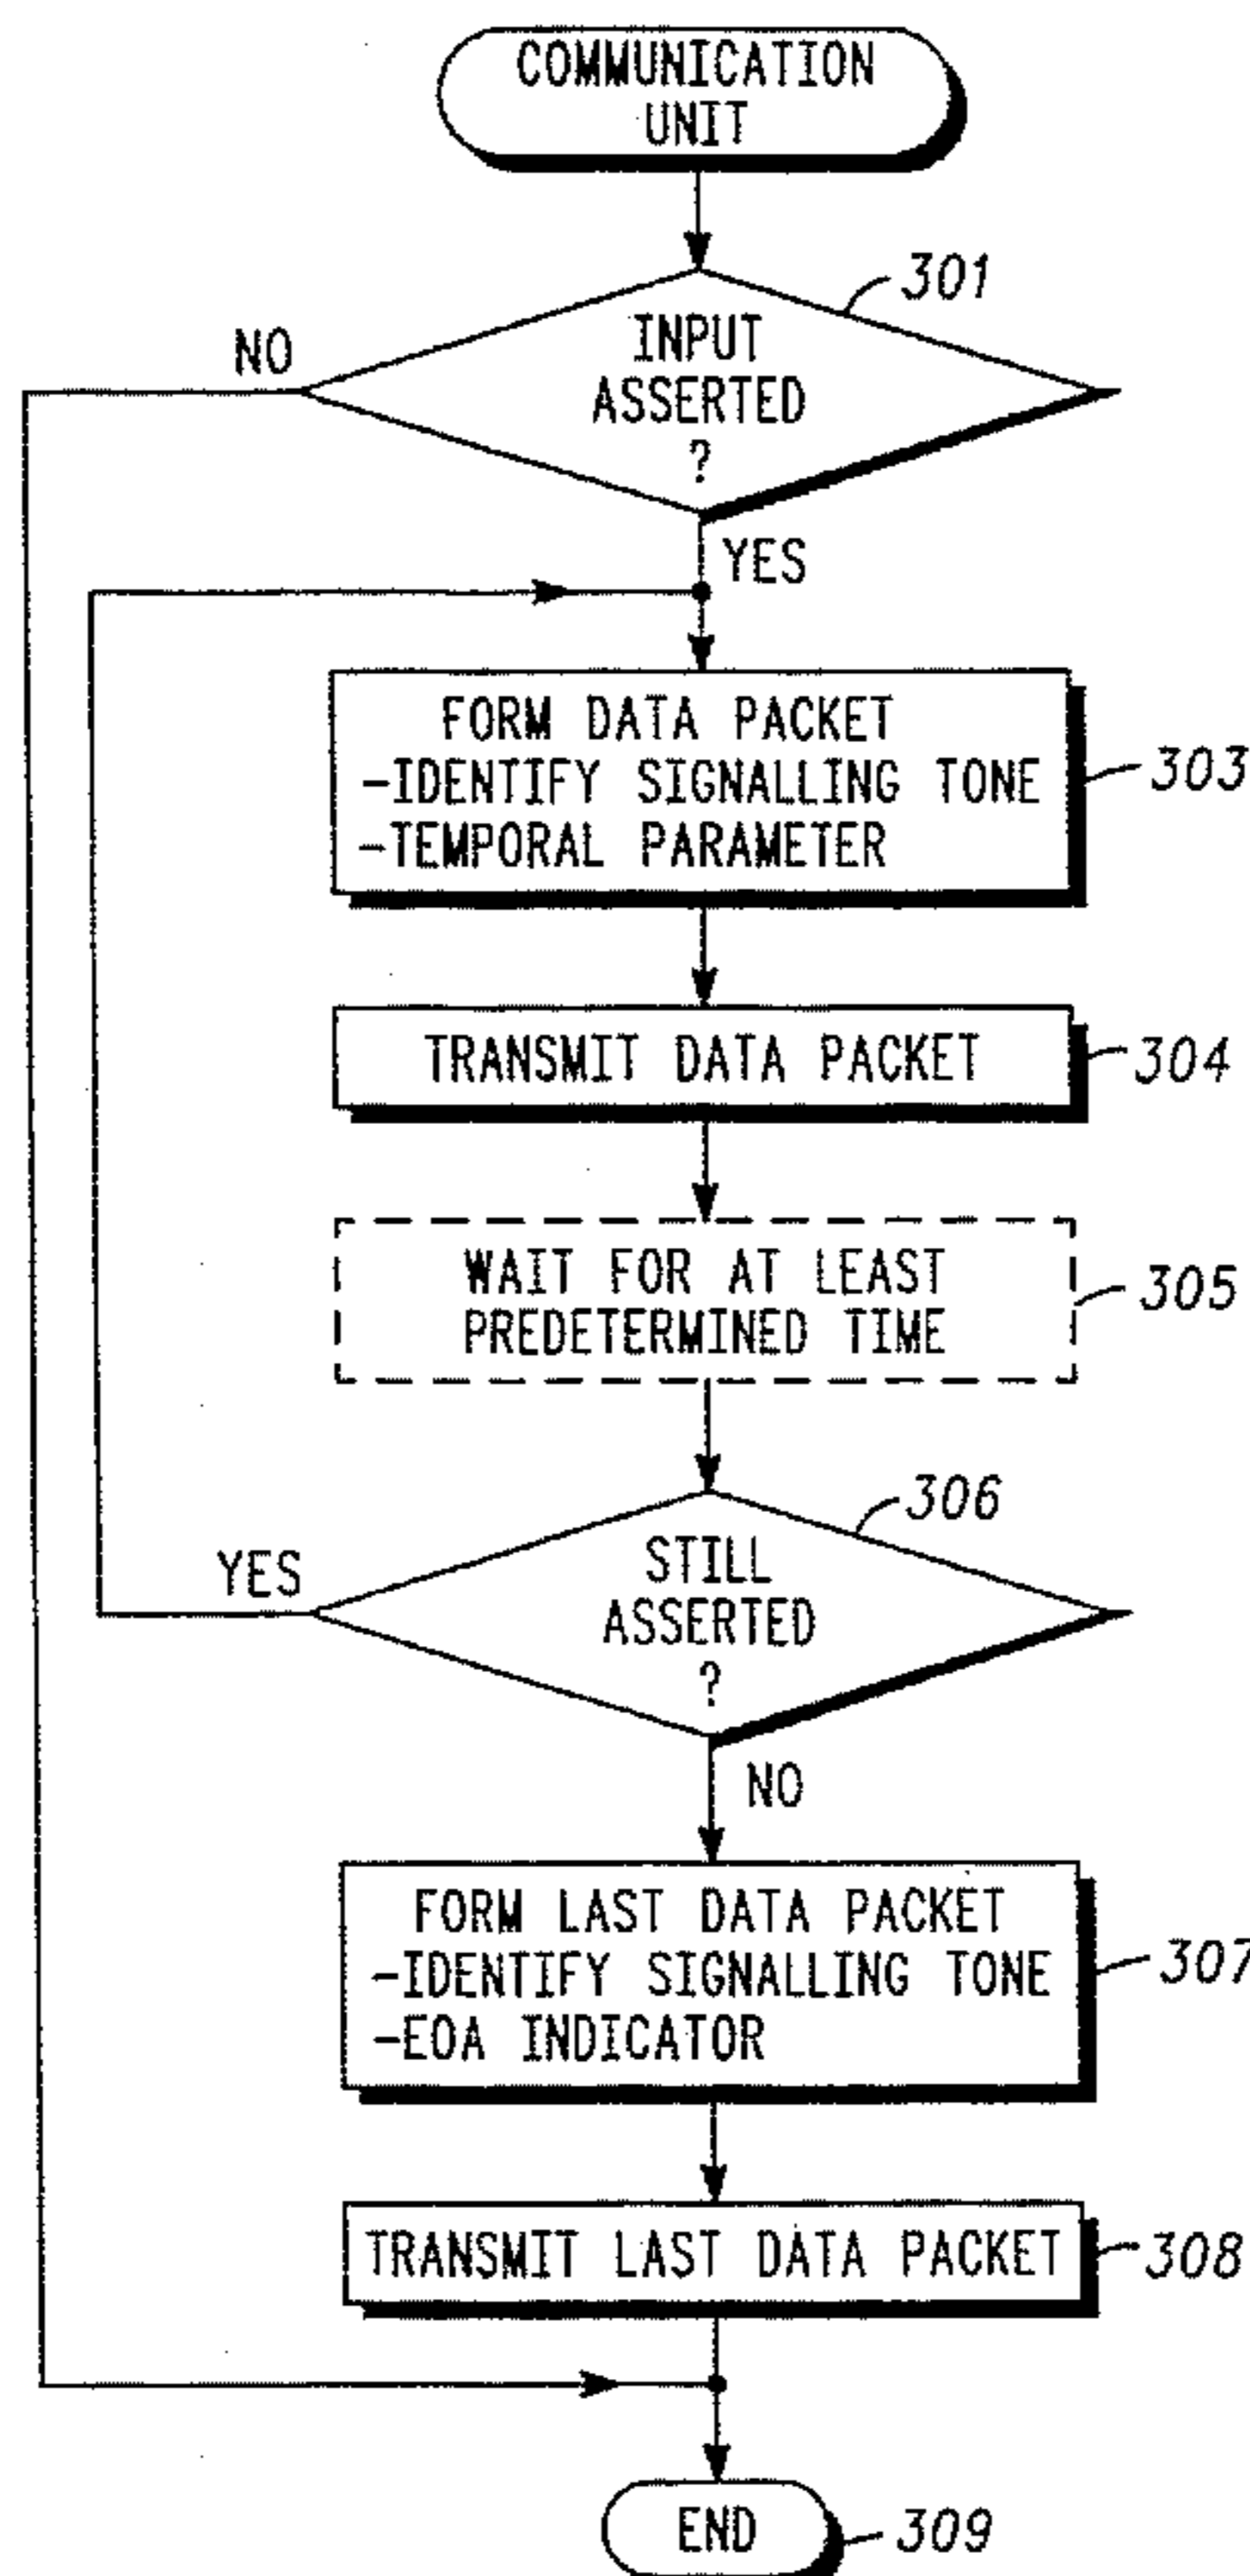 COMMUNICATION
UNIT
301
INPUT
ASSERTED
?
NO
YES
FORM DATA PACKET
-IDENTIFY SIGNALLING TONE
-TEMPORAL PARAMETER
303
TRANSMIT DATA PACKET
304
WAIT FOR AT LEAST
PREDETERMINED TIME
305
306
STILL
ASSERTED
?
YES
NO
FORM LAST DATA PACKET
-IDENTIFY SIGNALLING TONE
-EOA INDICATOR
307
TRANSMIT LAST DATA PACKET
308
END
309